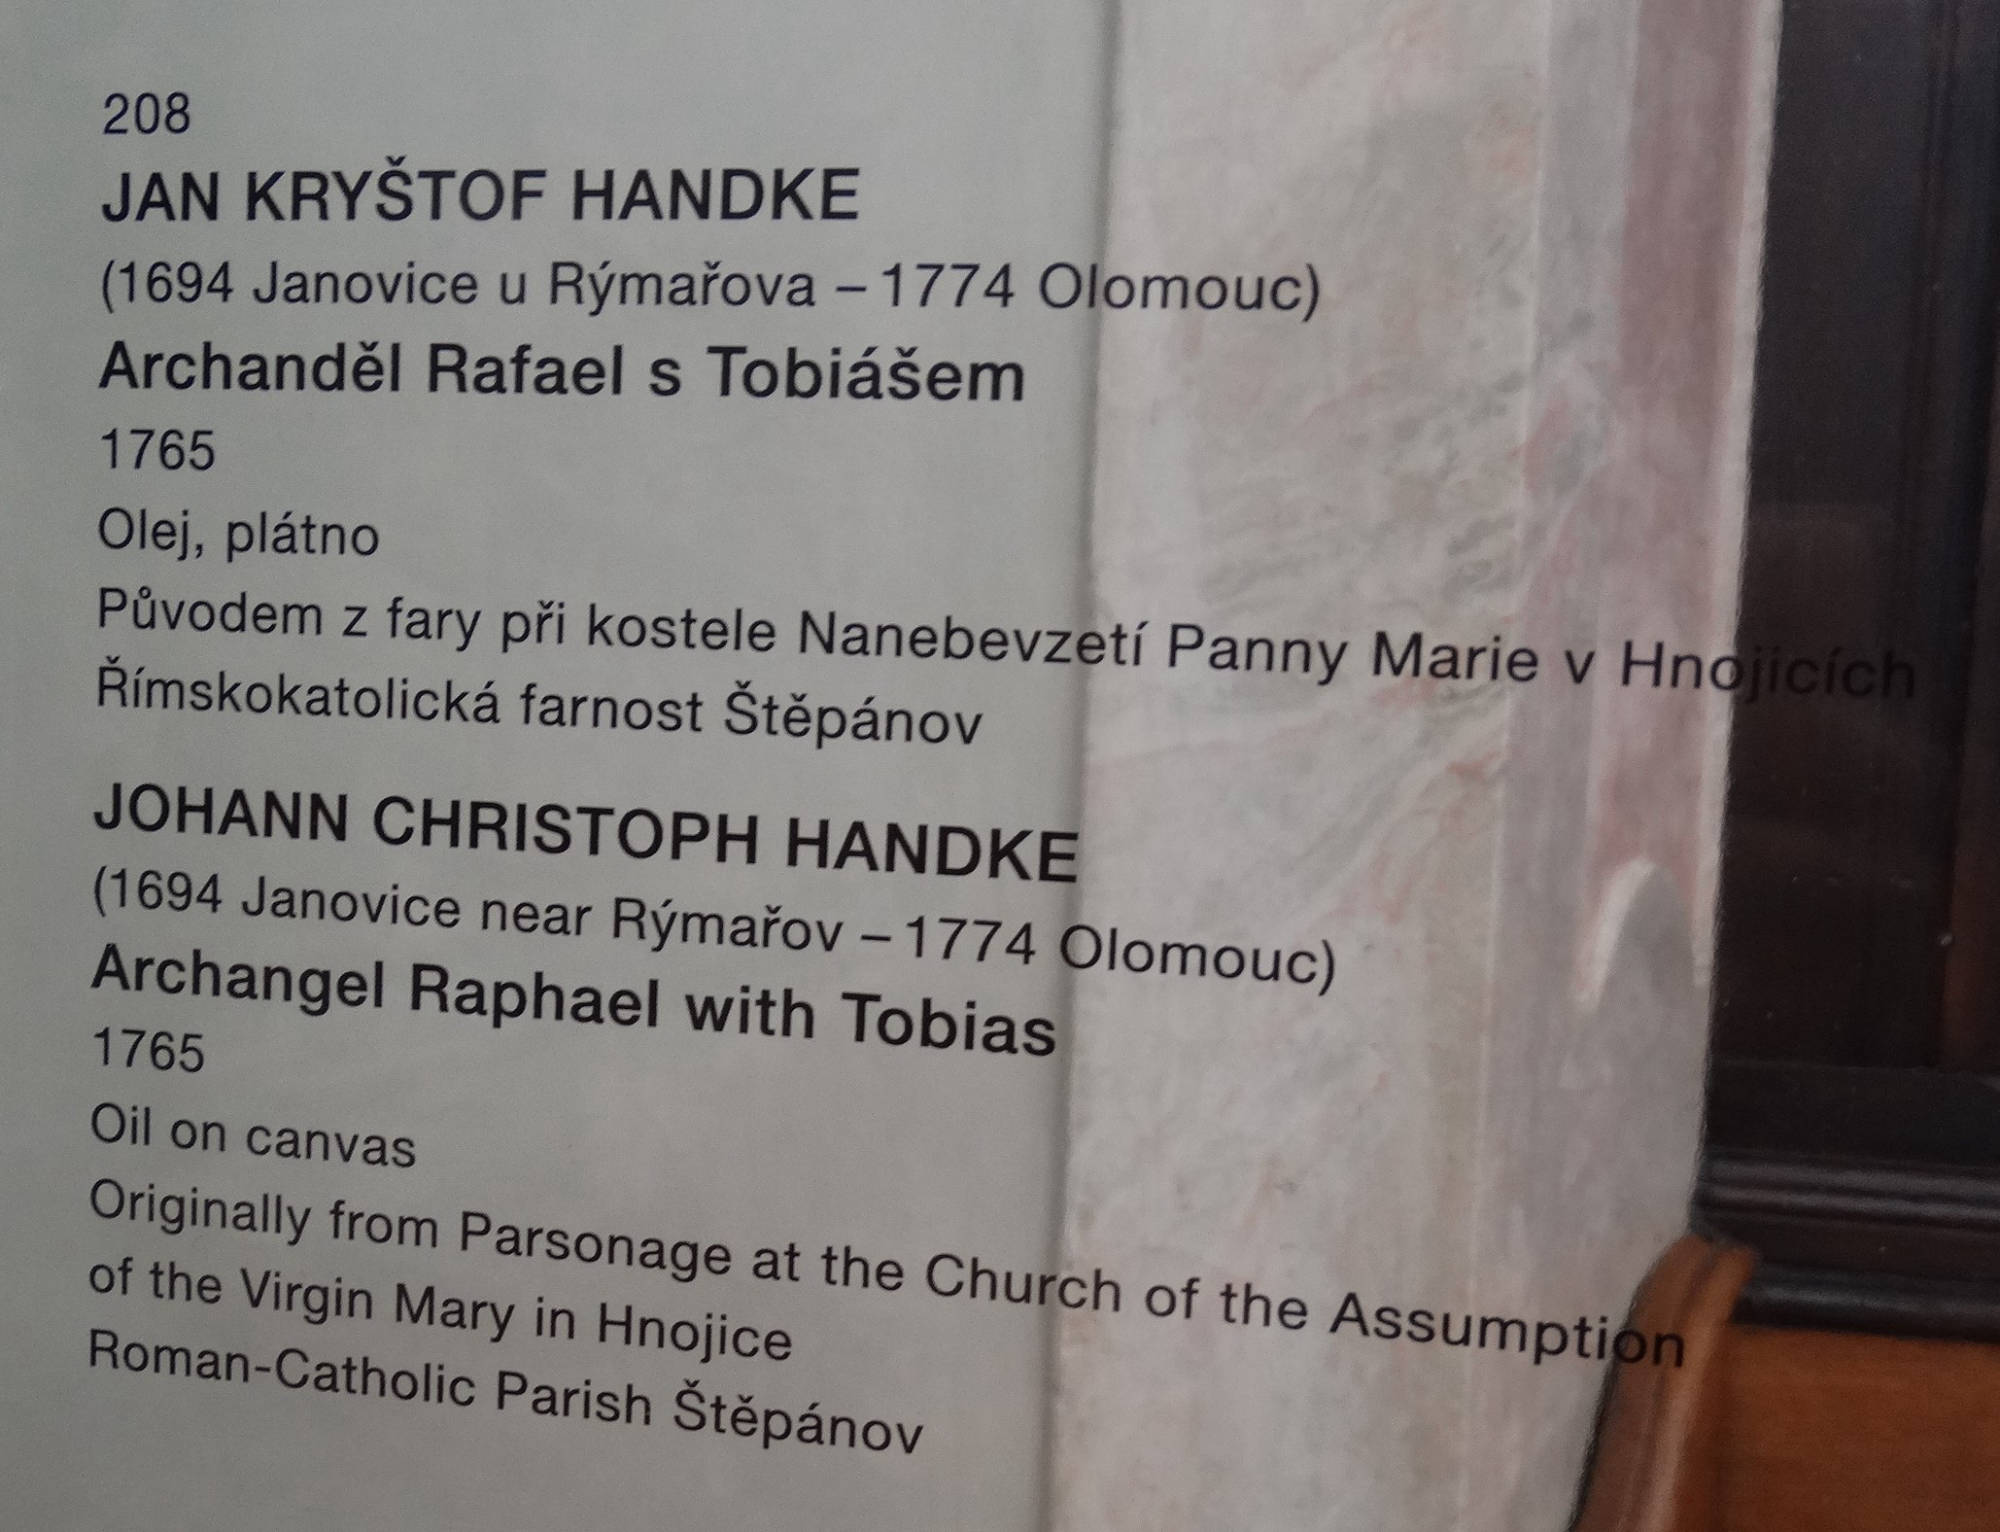 208
JAN KRYŠTOF HANDKE
(1694 Janovice u Rýmařova – 1774 Olomouc)
Archanděl Rafael s Tobiášem
1765
Olej, plátno
Původem z fary při kostele Nanebevzetí Panny Marie v Hnojicích
Římskokatolická farnost Štěpánov
JOHANN CHRISTOPH HANDKE
(1694 Janovice near Rýmařov – 1774 Olomouc)
Archangel Raphael with Tobias
1765
Oil on canvas
Originally from Parsonage at the Church of the Assumption
of the Virgin Mary in Hnojice
Roman-Catholic Parish Štěpánov